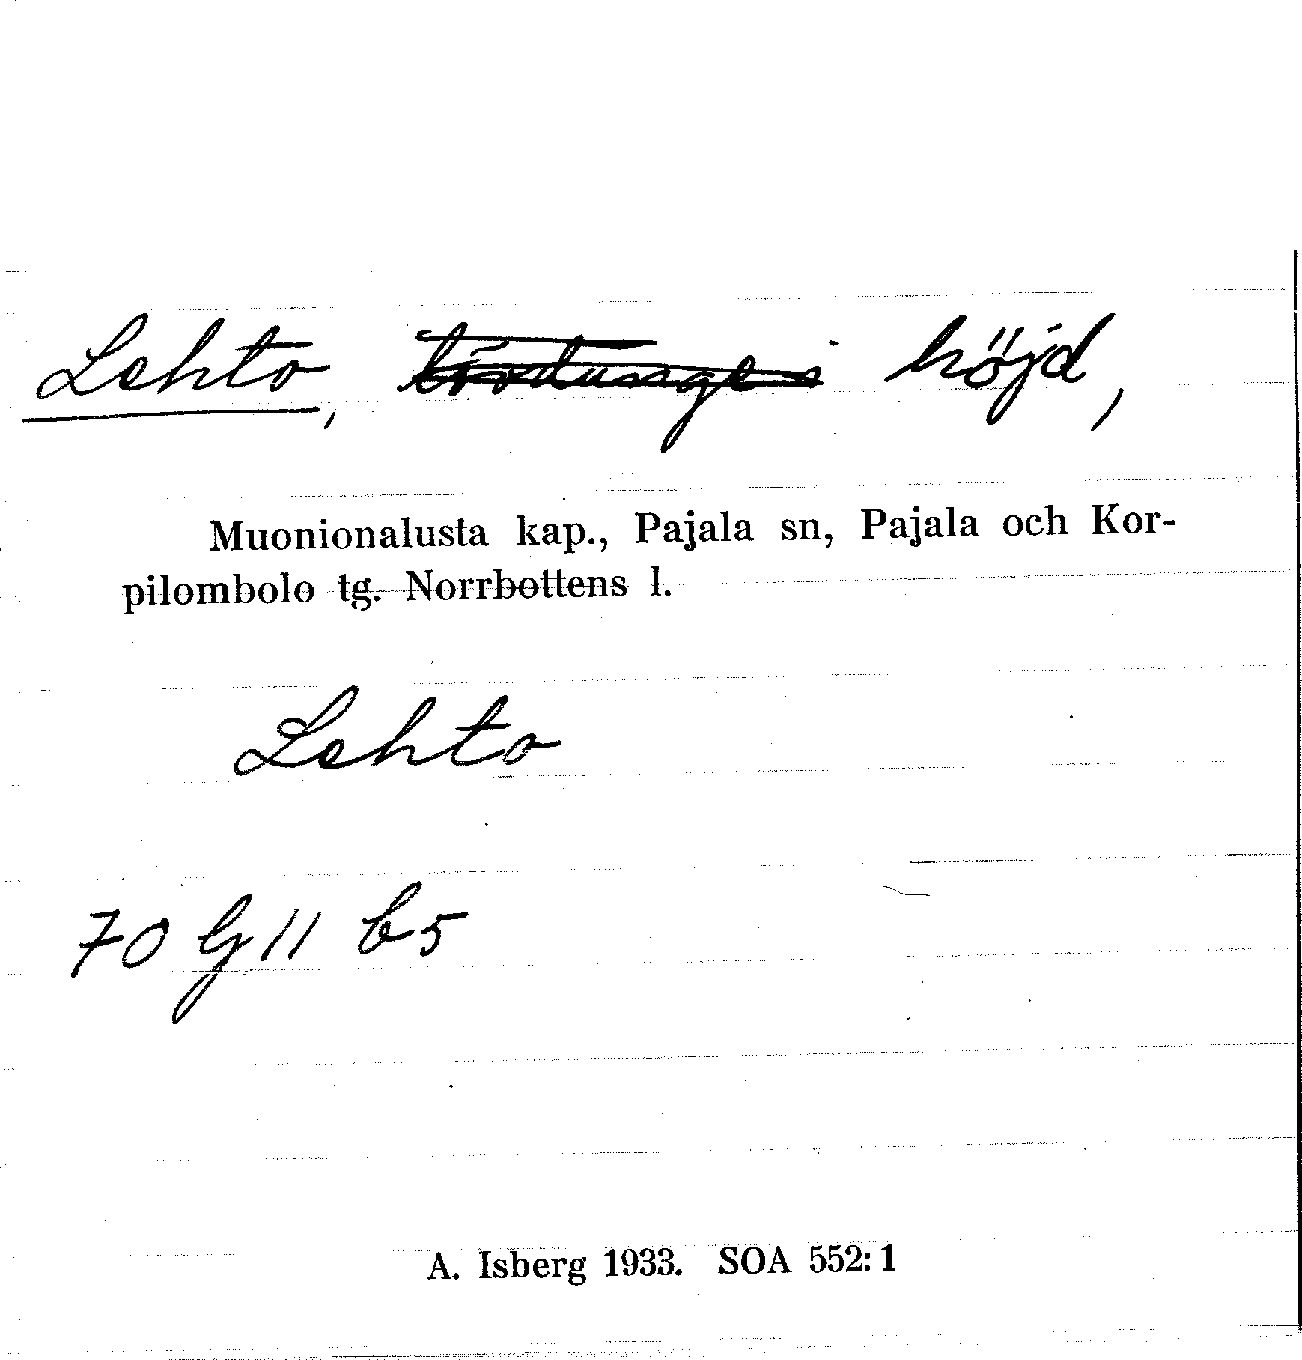 Lehto, höjd,
Muonionalusta kap., Pajala sn, Pajala och Kor-
pilombolo tg. Norrbottens l.
Lehto
70 G 11 b5
A. Isberg 1933. SOA 552:1